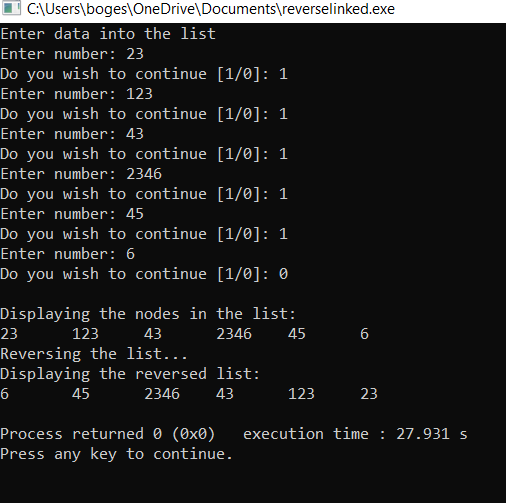 C:\Users\boges\OneDrive\Documents\reverselinked.exe
Enter data into the list
Enter number: 23
Do you wish to continue [1/0]: 1
Enter number: 123
Do you wish to continue [1/0]: 1
Enter number: 43
Do you wish to continue [1/0]: 1
Enter number: 2346
Do you wish to continue [1/0]: 1
Enter number: 45
Do you wish to continue [1/0]: 1
Enter number: 6
Do you wish to continue [1/0]: 0
Displaying the nodes in the list:
23 123 43 2346 45 6
Reversing the list...
Displaying the reversed list:
6 45 2346 43 123 23
Process returned 0 (0x0) execution time : 27.931 s
Press any key to continue.